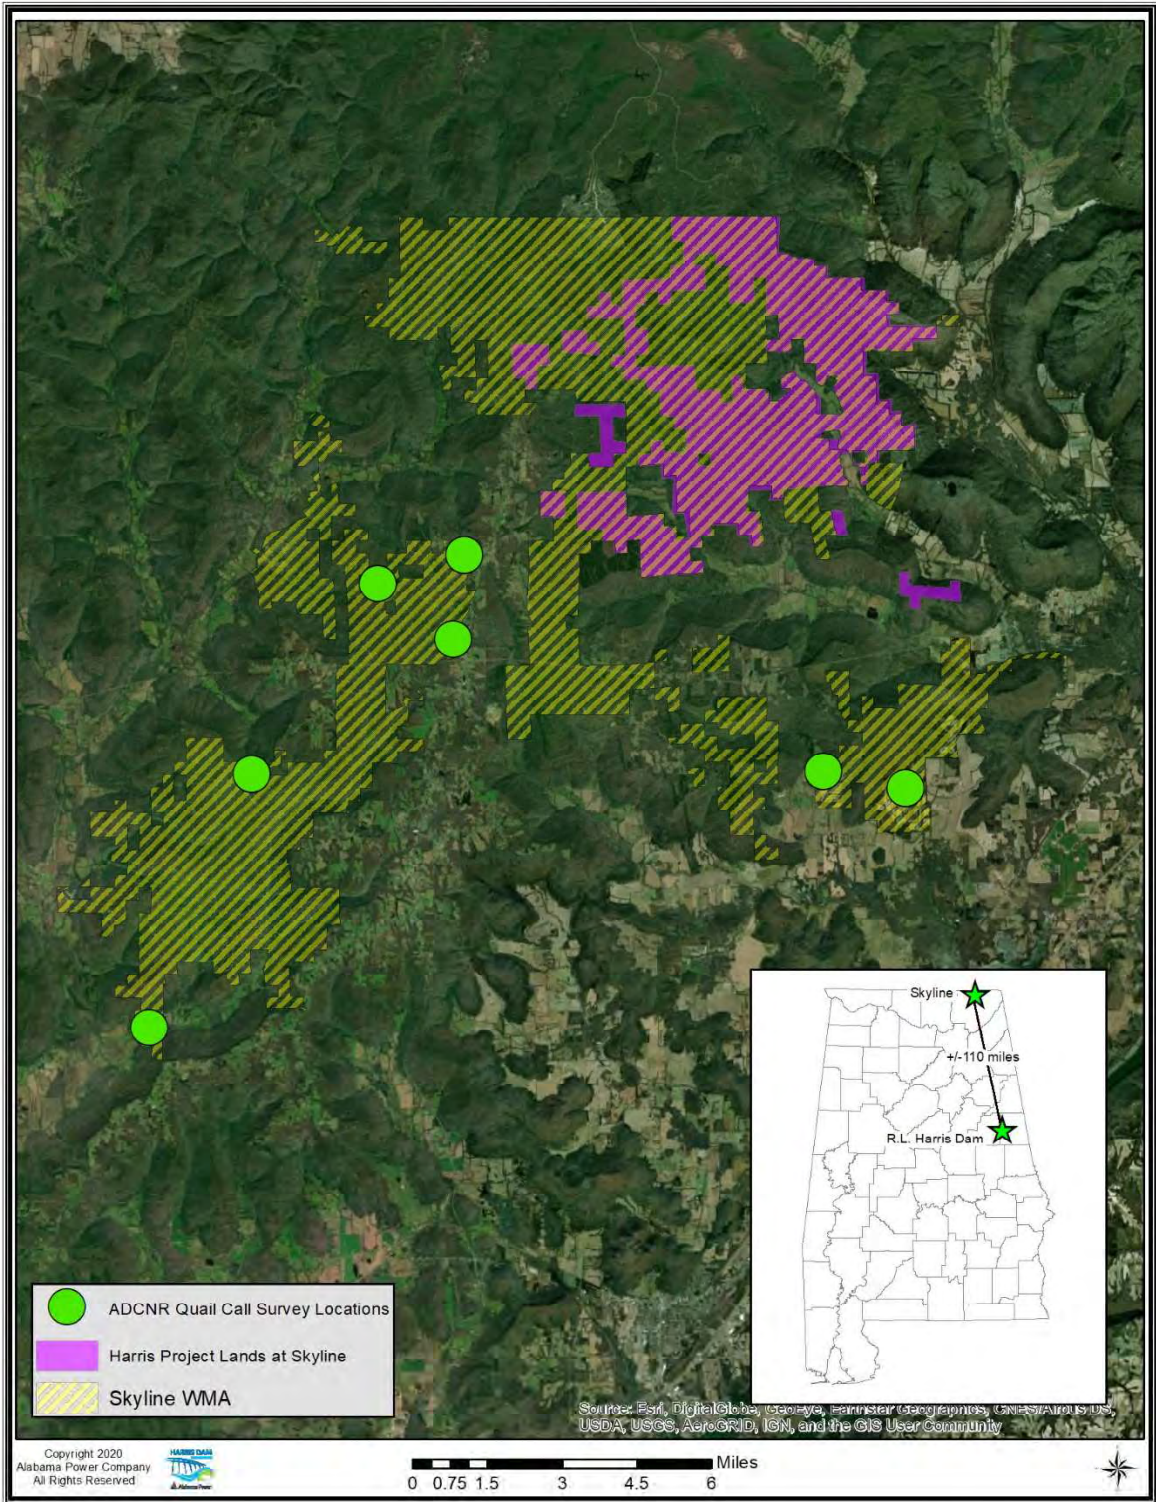 Skyline
+/-110 miles
R.L. Harris Dam
ADCNR Quail Call Survey Locations
Harris Project Lands at Skyline
Skyline WMA
Source: Esri, DigitalGlobe, GeoEye, Earthstar Geographics, CNES/Airbus DS,
USDA, USGS, AeroGRID, IGN, and the GIS User Community
Copyright 2020
Alabama Power Company
All Rights Reserved
HARRIS DAM
Alabama Power
Miles
0 0.75 1.5 3 4.5 6